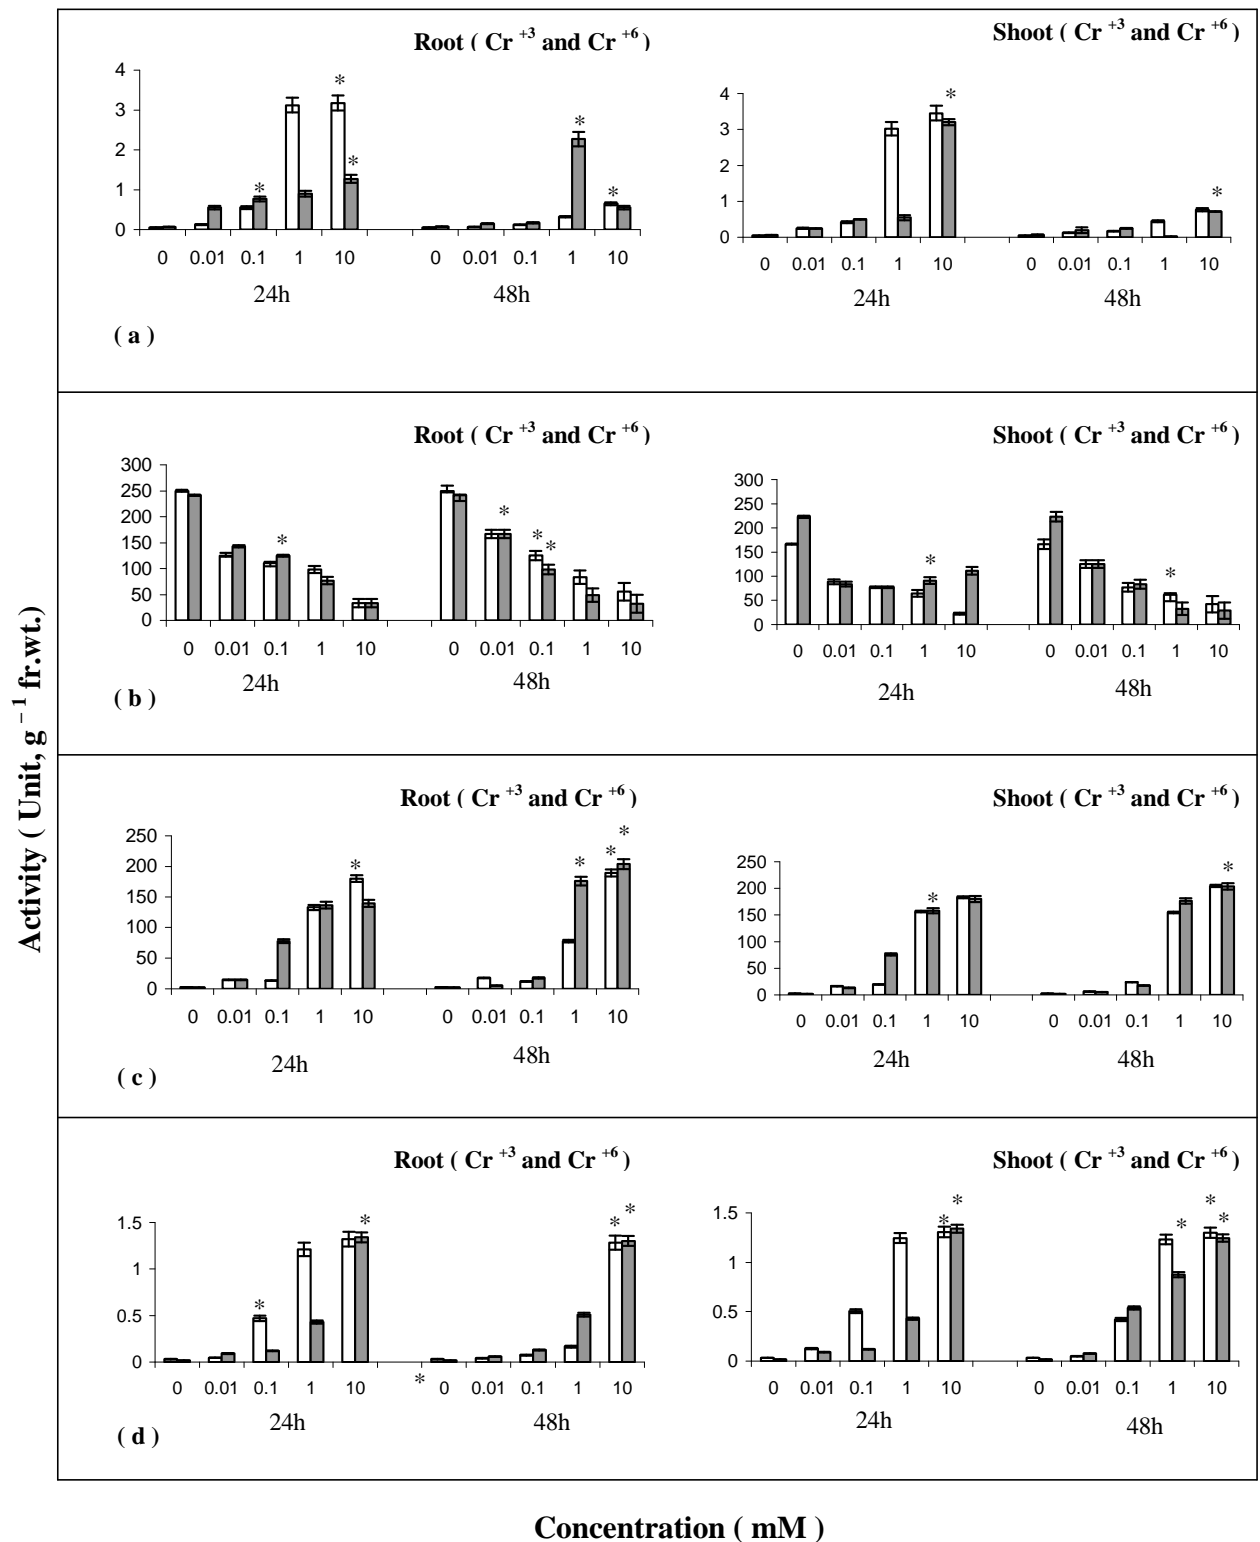 Activity ( Unit, g⁻¹ fr.wt.)
Root ( Cr ⁺³ and Cr ⁺⁶ )
4
3
2
1
0
* * * * *
0 0.01 0.1 1 10 0 0.01 0.1 1 10
24h 48h
Shoot ( Cr ⁺³ and Cr ⁺⁶ )
4
3
2
1
0
* *
0 0.01 0.1 1 10 0 0.01 0.1 1 10
24h 48h
( a )
Root ( Cr ⁺³ and Cr ⁺⁶ )
300
250
200
150
100
50
0
* * * *
0 0.01 0.1 1 10 0 0.01 0.1 1 10
24h 48h
Shoot ( Cr ⁺³ and Cr ⁺⁶ )
300
250
200
150
100
50
0
* *
0 0.01 0.1 1 10 0 0.01 0.1 1 10
24h 48h
( b )
Root ( Cr ⁺³ and Cr ⁺⁶ )
250
200
150
100
50
0
* * * *
0 0.01 0.1 1 10 0 0.01 0.1 1 10
24h 48h
Shoot ( Cr ⁺³ and Cr ⁺⁶ )
250
200
150
100
50
0
* *
0 0.01 0.1 1 10 0 0.01 0.1 1 10
24h 48h
( c )
Root ( Cr ⁺³ and Cr ⁺⁶ )
1.5
1
0.5
0
* * * *
0 0.01 0.1 1 10 * 0 0.01 0.1 1 10
24h 48h
Shoot ( Cr ⁺³ and Cr ⁺⁶ )
1.5
1
0.5
0
* * * * *
0 0.01 0.1 1 10 0 0.01 0.1 1 10
24h 48h
( d )
Concentration ( mM )